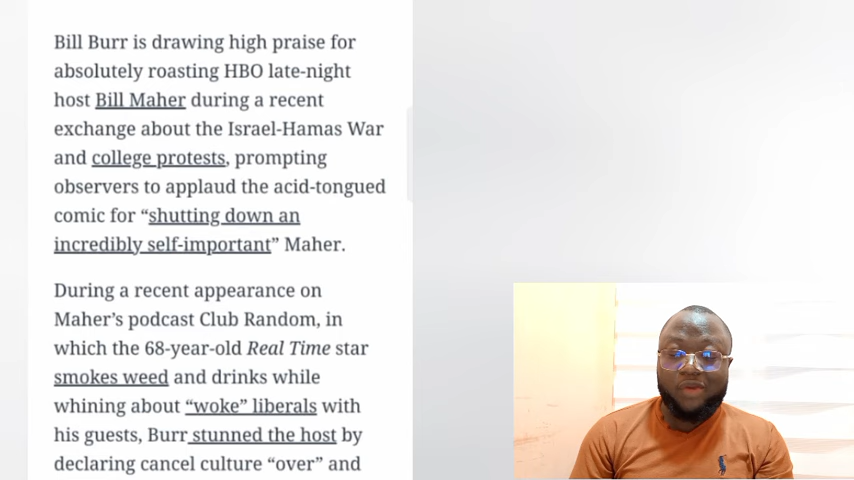 Bill Burr is drawing high praise for
absolutely roasting HBO late-night
host Bill Maher during a recent
exchange about the Israel-Hamas War
and college protests, prompting
observers to applaud the acid-tongued
comic for “shutting down an
incredibly self-important” Maher.
During a recent appearance on
Maher’s podcast Club Random, in
which the 68-year-old Real Time star
smokes weed and drinks while
whining about “woke” liberals with
his guests, Burr stunned the host by
declaring cancel culture “over” and